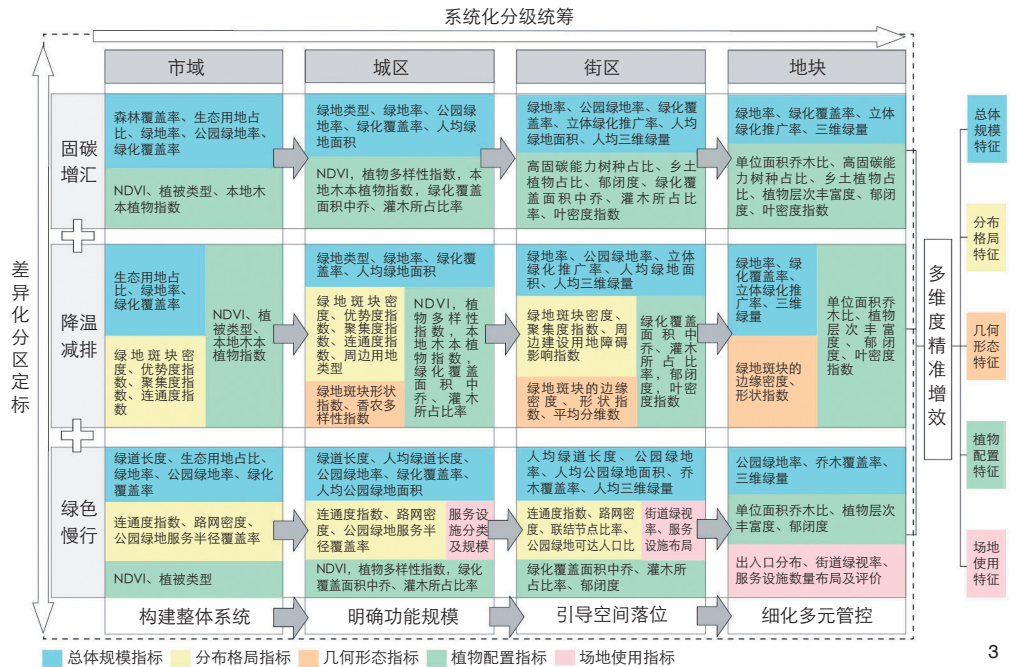 系统化分级统筹
市域
城区
街区
地块
差异化分区定标
固碳
增汇
森林覆盖率、生态用地占
比、绿地率、公园绿地率、
绿化覆盖率
NDVI、植被类型、本地木
本植物指数
绿地类型、绿地率、公园绿
地率、绿化覆盖率、人均绿
地面积
NDVI，植物多样性指数，本
地木本植物指数，绿化覆盖
面积中乔、灌木所占比率
绿地率、公园绿地率、绿化覆
盖率、立体绿化推广率、人均
绿地面积、人均三维绿量
高固碳能力树种占比、乡土
植物占比、郁闭度、绿化覆
盖面积中乔、灌木所占比
率、叶密度指数
绿地率、绿化覆盖率、立体
绿化推广率、三维绿量
单位面积乔木比、高固碳能
力树种占比、乡土植物占
比、植物层次丰富度、郁闭
度、叶密度指数
降温
减排
生态用地占
比、绿地率、
绿化覆盖率
绿地斑块密
度、优势度指
数、聚集度指
数、连通度指
数
NDVI、植
被类型、
本地木本
植物指数
绿地类型、绿地率、绿化覆
盖率、人均绿地面积
绿地斑块密
度、优势度指
数、聚集度指
数、连通度指
数、周边用地
类型
绿地斑块形状
指数、香农多
样性指数
NDVI，植
物多样性
指数，本
地木本植
物指数，
绿化覆盖
面积中
乔、灌木
所占比率
绿地率、公园绿地率、立体
绿化推广率、人均绿地面
积、人均三维绿量
绿地斑块密度、
聚集度指数、周
边建设用地障碍
影响指数
绿地斑块的边缘
密度、形状指
数、平均分维数
绿化覆盖
面积中
乔、灌木
所占比
率，郁闭
度，叶密
度指数
绿地率、绿
化覆盖率、
立体绿化推
广率、三维
绿量
绿地斑块的
边缘密度、
形状指数
单位面积乔
木比、植物
层次丰富
度、郁闭
度、叶密度
指数
绿色
慢行
绿道长度、生态用地占比、
绿地率、公园绿地率、绿化
覆盖率
连通度指数、路网密度、
公园绿地服务半径覆盖率
NDVI、植被类型
绿道长度、人均绿道长度、
公园绿地率、绿化覆盖率、
人均公园绿地面积
连通度指数、路网密
度、公园绿地服务半
径覆盖率
服务设
施分类
及规模
NDVI，植物多样性指数，绿化
覆盖面积中乔、灌木所占比率
人均绿道长度、公园绿地
率、人均公园绿地面积、乔
木覆盖率、人均三维绿量
连通度指数、路网密
度、联结节点比率、
公园绿地可达人口比
街道绿视
率、服务
设施布局
绿化覆盖面积中乔、灌木所
占比率、郁闭度
公园绿地率、乔木覆盖率、
三维绿量
单位面积乔木比、植物层次
丰富度、郁闭度
出入口分布、街道绿视率、
服务设施数量布局及评价
构建整体系统
明确功能规模
引导空间落位
细化多元管控
多维度精准增效
总体
规模
特征
分布
格局
特征
几何
形态
特征
植物
配置
特征
场地
使用
特征
总体规模指标
分布格局指标
几何形态指标
植物配置指标
场地使用指标
3